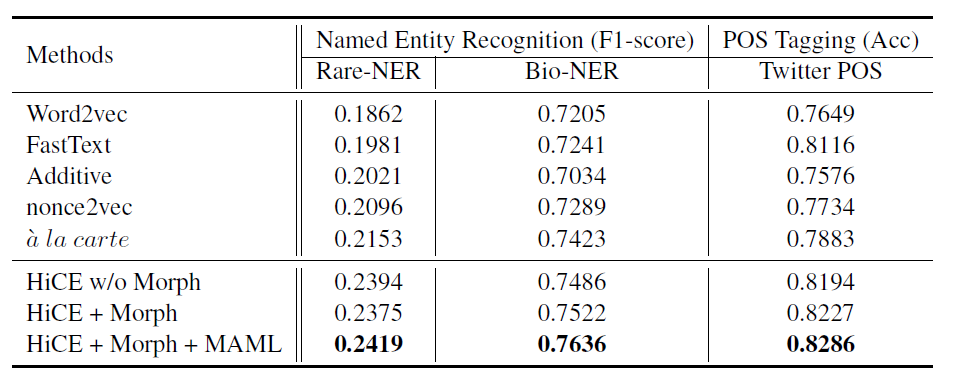 Methods Named Entity Recognition (F1-score) POS Tagging (Acc)
Rare-NER Bio-NER Twitter POS
Word2vec 0.1862 0.7205 0.7649
FastText 0.1981 0.7241 0.8116
Additive 0.2021 0.7034 0.7576
nonce2vec 0.2096 0.7289 0.7734
à la carte 0.2153 0.7423 0.7883
HiCE w/o Morph 0.2394 0.7486 0.8194
HiCE + Morph 0.2375 0.7522 0.8227
HiCE + Morph + MAML 0.2419 0.7636 0.8286